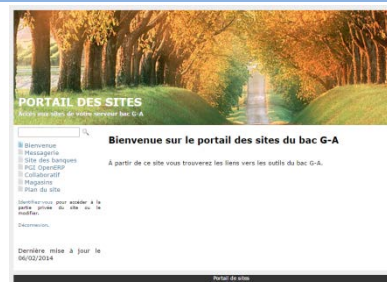 PORTAIL DES SITES
Accès aux sites de votre serveur bac G-A
Bienvenue
Messagerie
Site des banques
PGI OpenERP
Collaboratif
Magasins
Plan du site
Identifiez-vous pour accéder à la
partie privée du site ou le
modifier.
Déconnexion.
Dernière mise à jour le
06/02/2014
Bienvenue sur le portail des sites du bac G-A
À partir de ce site vous trouverez les liens vers les outils du bac G-A.
Portail de sites